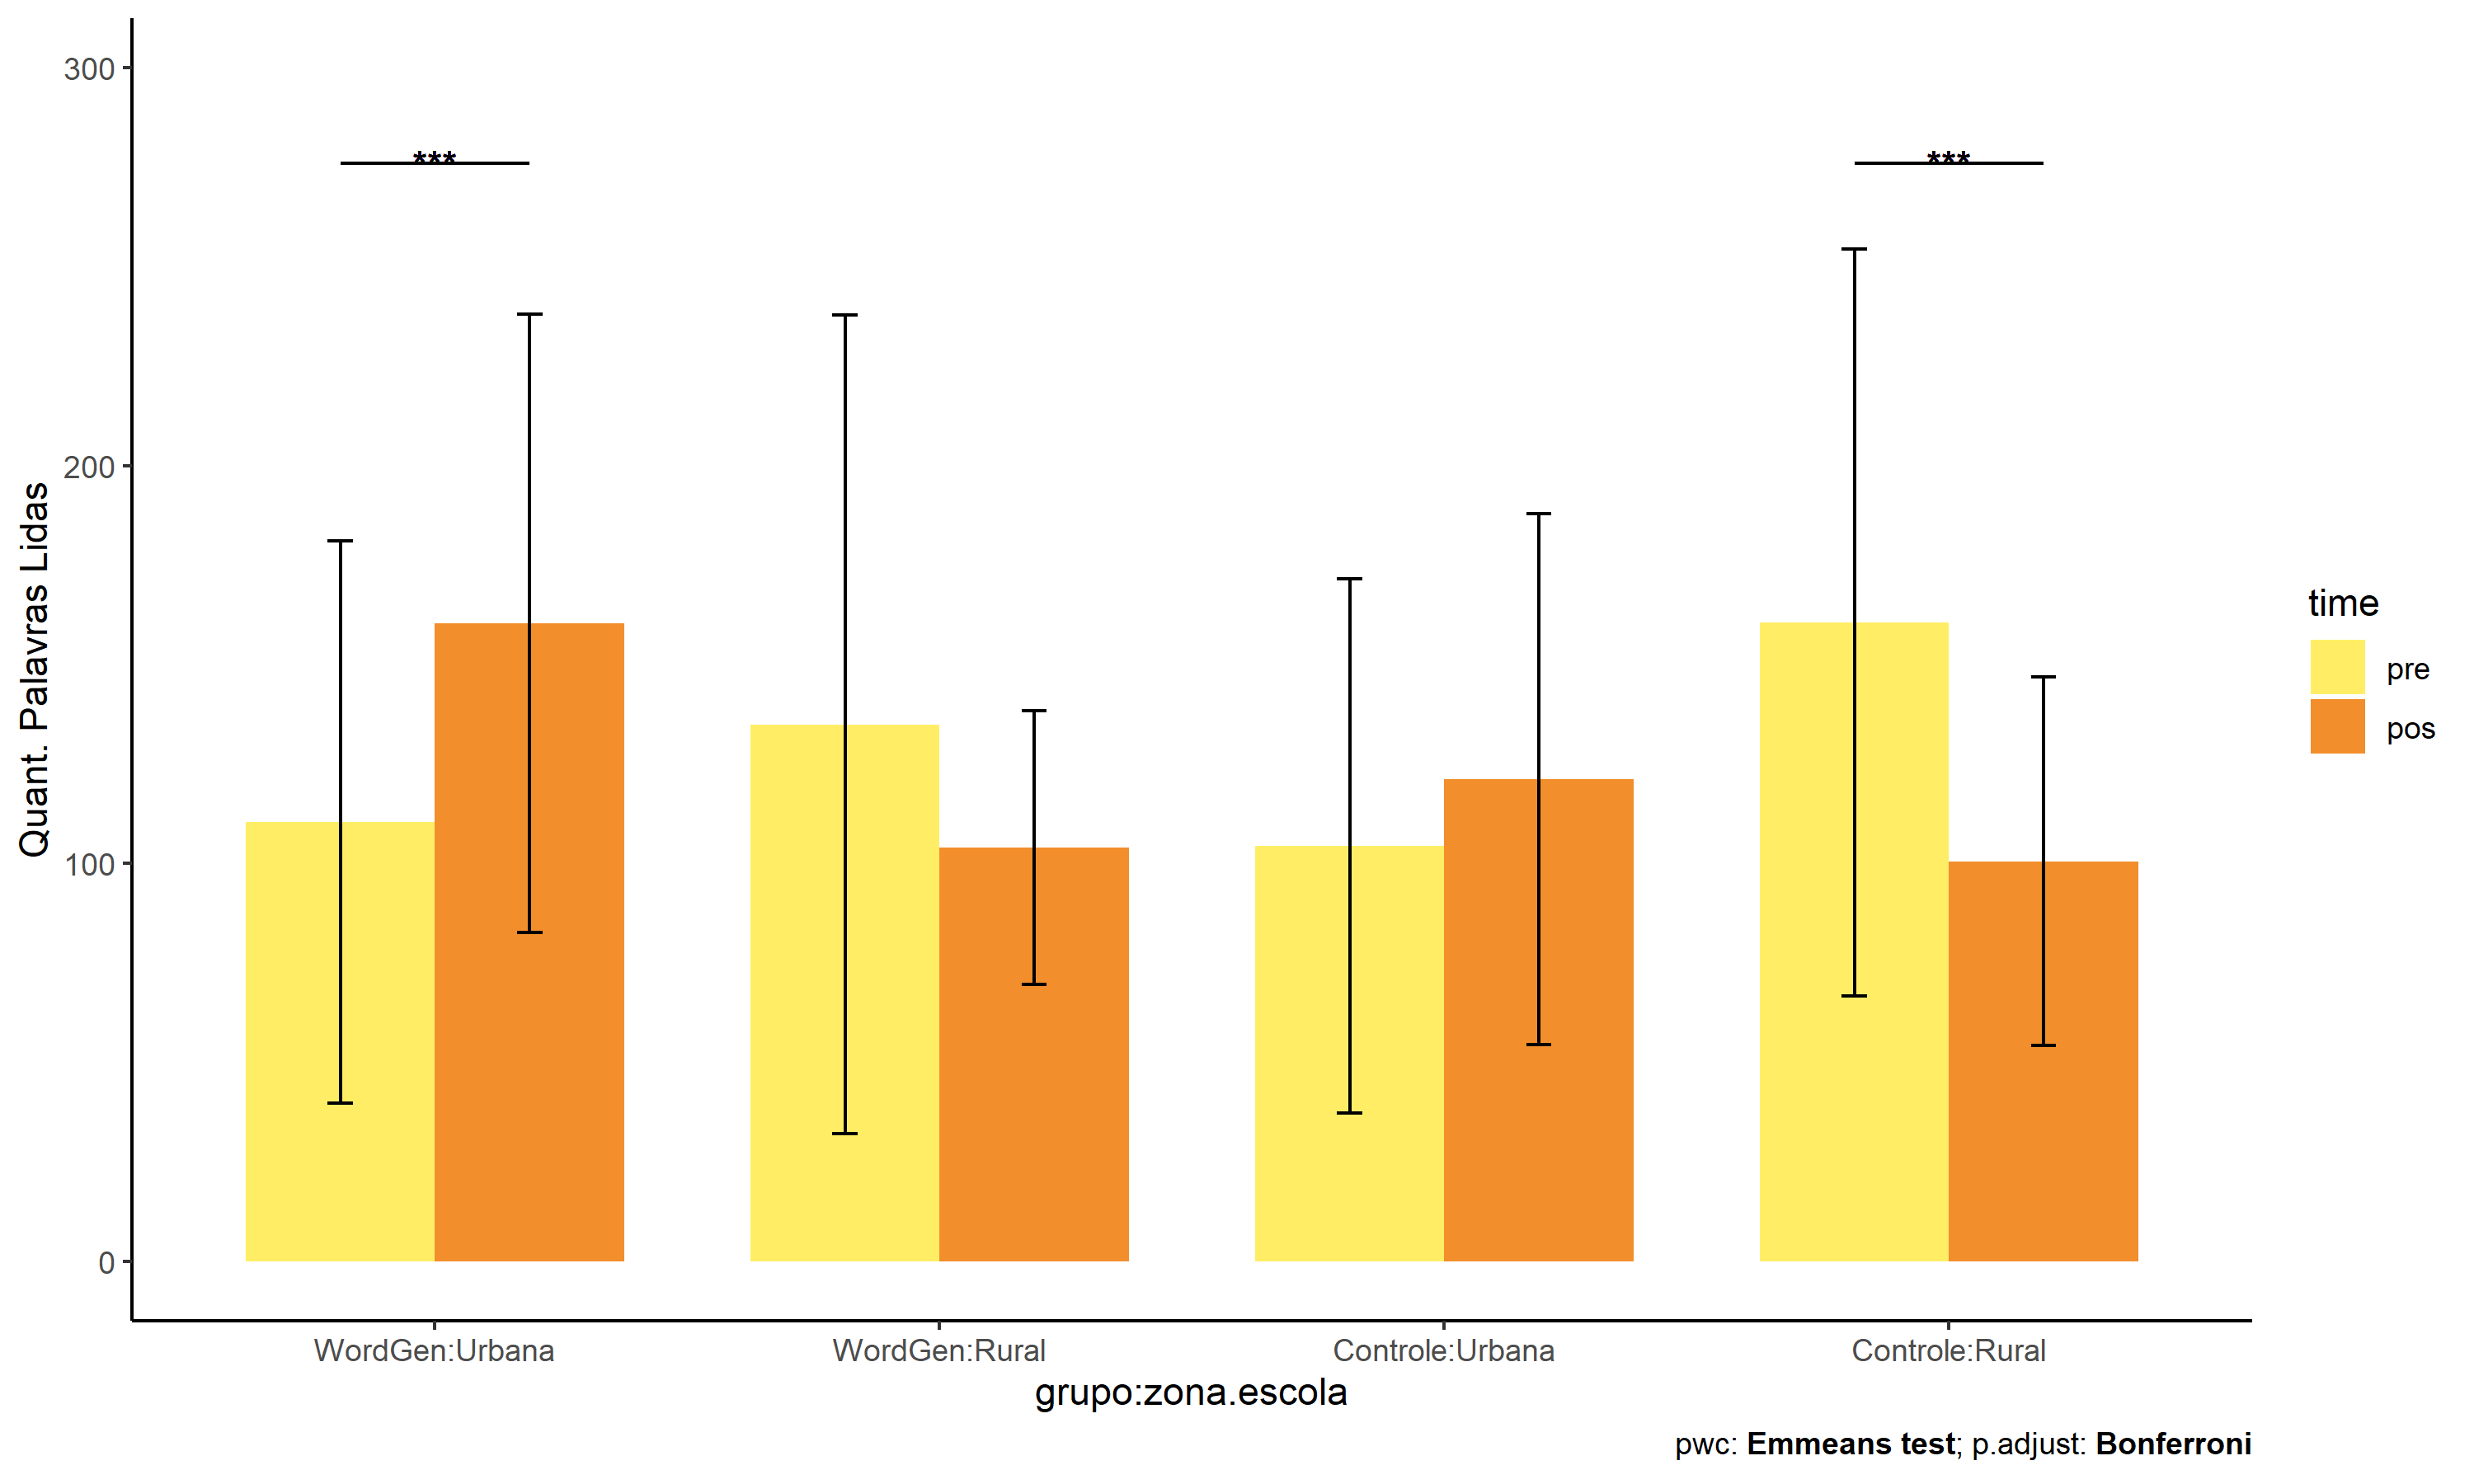 300
200
100
0
Quant. Palavras Lidas
***
***
WordGen:Urbana
WordGen:Rural
Controle:Urbana
Controle:Rural
grupo:zona.escola
time
pre
pos
pwc: Emmeans test; p.adjust: Bonferroni